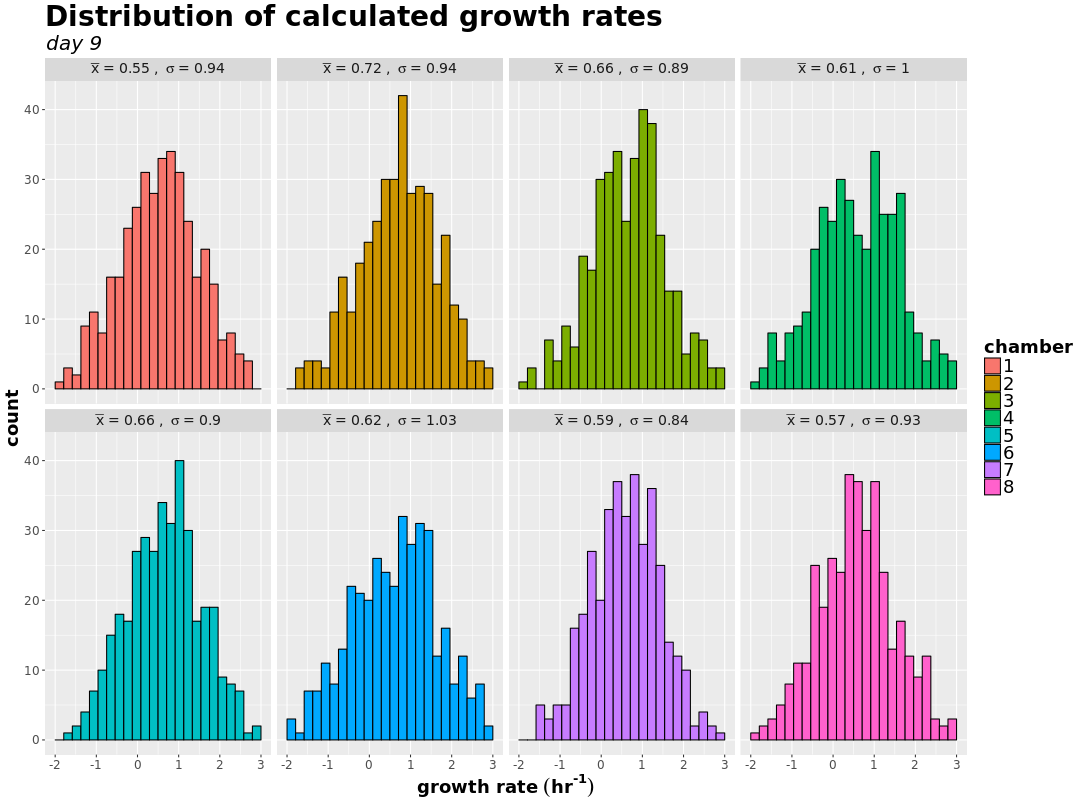 Distribution of calculated growth rates
day 9
x̅ = 0.55 , σ = 0.94
x̅ = 0.72 , σ = 0.94
x̅ = 0.66 , σ = 0.89
x̅ = 0.61 , σ = 1
40
30
20
10
0
x̅ = 0.66 , σ = 0.9
x̅ = 0.62 , σ = 1.03
x̅ = 0.59 , σ = 0.84
x̅ = 0.57 , σ = 0.93
40
30
20
10
0
-2 -1 0 1 2 3
-2 -1 0 1 2 3
-2 -1 0 1 2 3
-2 -1 0 1 2 3
count
growth rate (hr⁻¹)
chamber
1
2
3
4
5
6
7
8